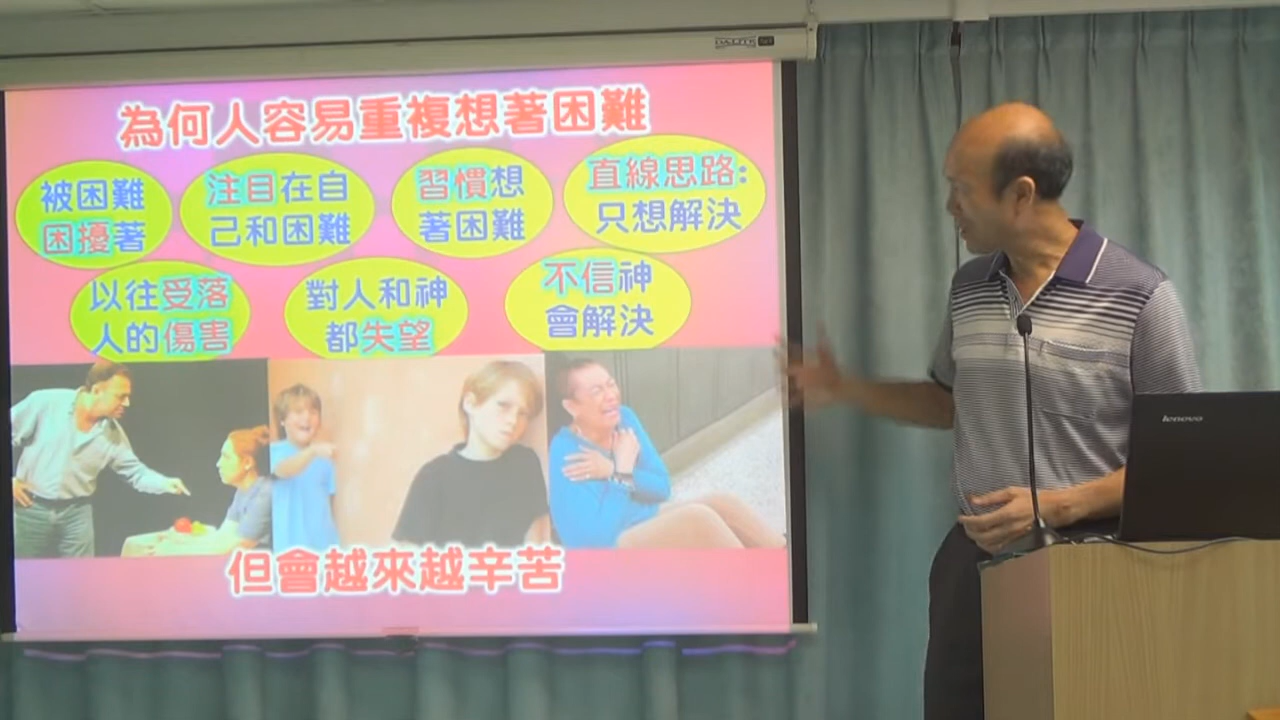 為何人容易重複想著困難
被困難
困擾著
注目在自
己和困難
習慣想
著困難
直線思路:
只想解決
以往受落
人的傷害
對人和神
都失望
不信神
會解決
但會越來越辛苦
DA-LITE
lenovo